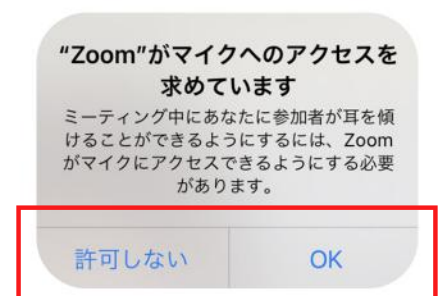 “Zoom”がマイクへのアクセスを
求めています
ミーティング中にあなたに参加者が耳を傾
けることができるようにするには、Zoom
がマイクにアクセスできるようにする必要
があります。
許可しない OK